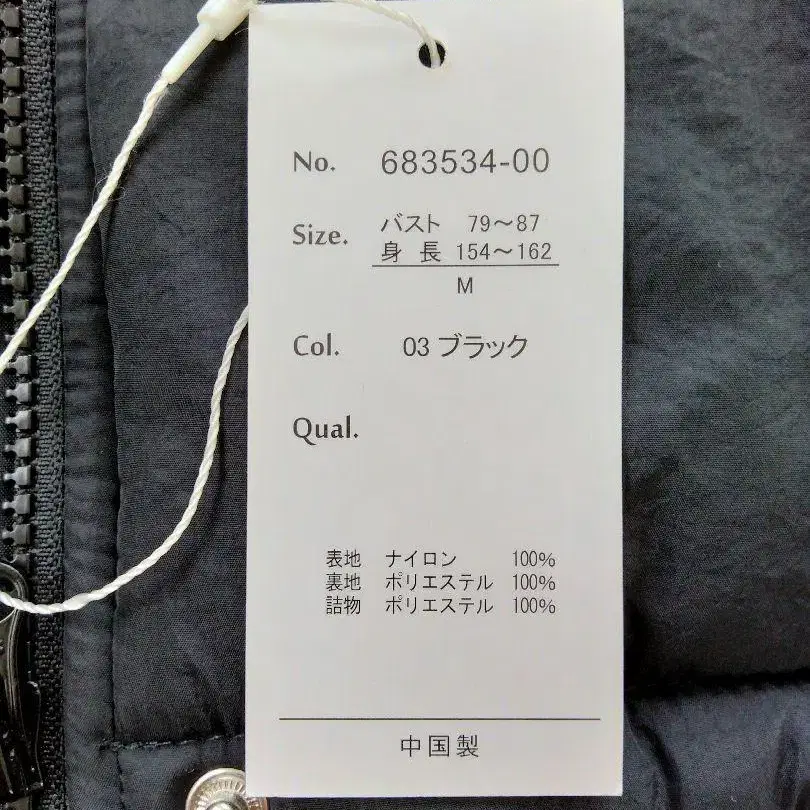 No. 683534-00
Size. バスト 79～87
身長 154～162
M
Col. 03 ブラック
Qual.
表地 ナイロン 100%
裏地 ポリエステル 100%
詰物 ポリエステル 100%
中国製